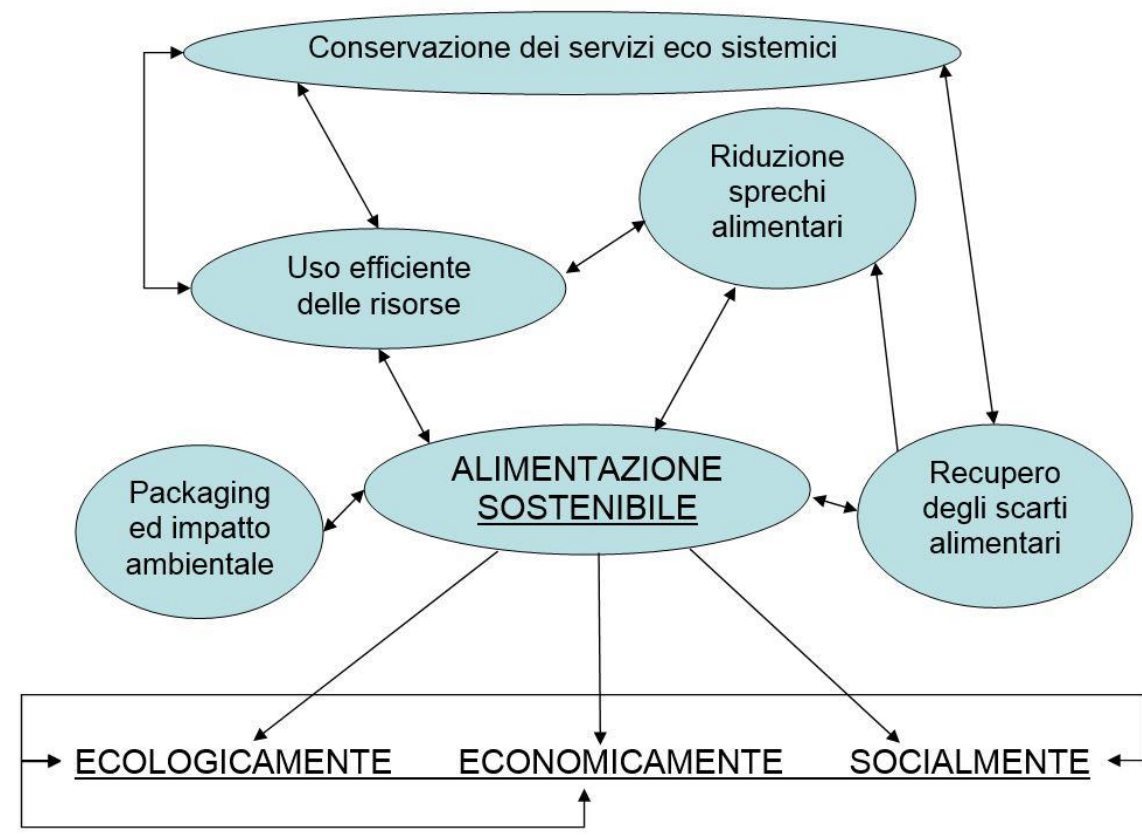 Conservazione dei servizi eco sistemici
Riduzione
sprechi
alimentari
Uso efficiente
delle risorse
ALIMENTAZIONE
SOSTENIBILE
Packaging
ed impatto
ambientale
Recupero
degli scarti
alimentari
ECOLOGICAMENTE ECONOMICAMENTE SOCIALMENTE